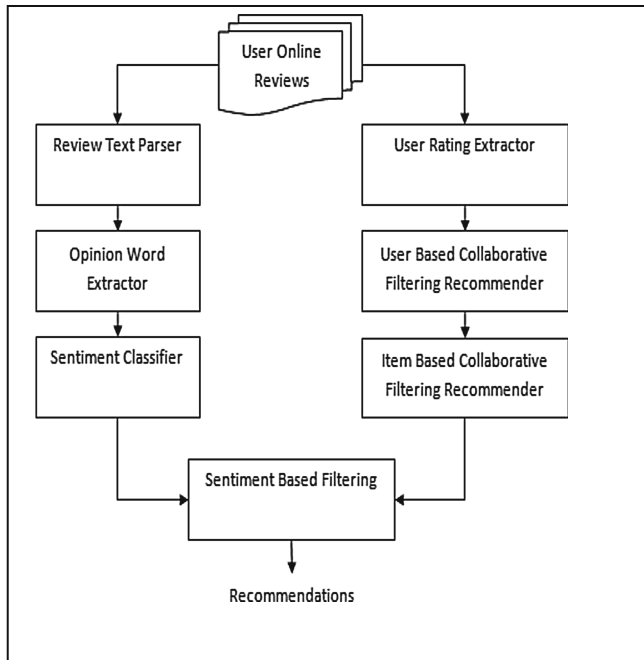 User Online
Reviews
Review Text Parser
User Rating Extractor
Opinion Word
Extractor
User Based Collaborative
Filtering Recommender
Sentiment Classifier
Item Based Collaborative
Filtering Recommender
Sentiment Based Filtering
Recommendations